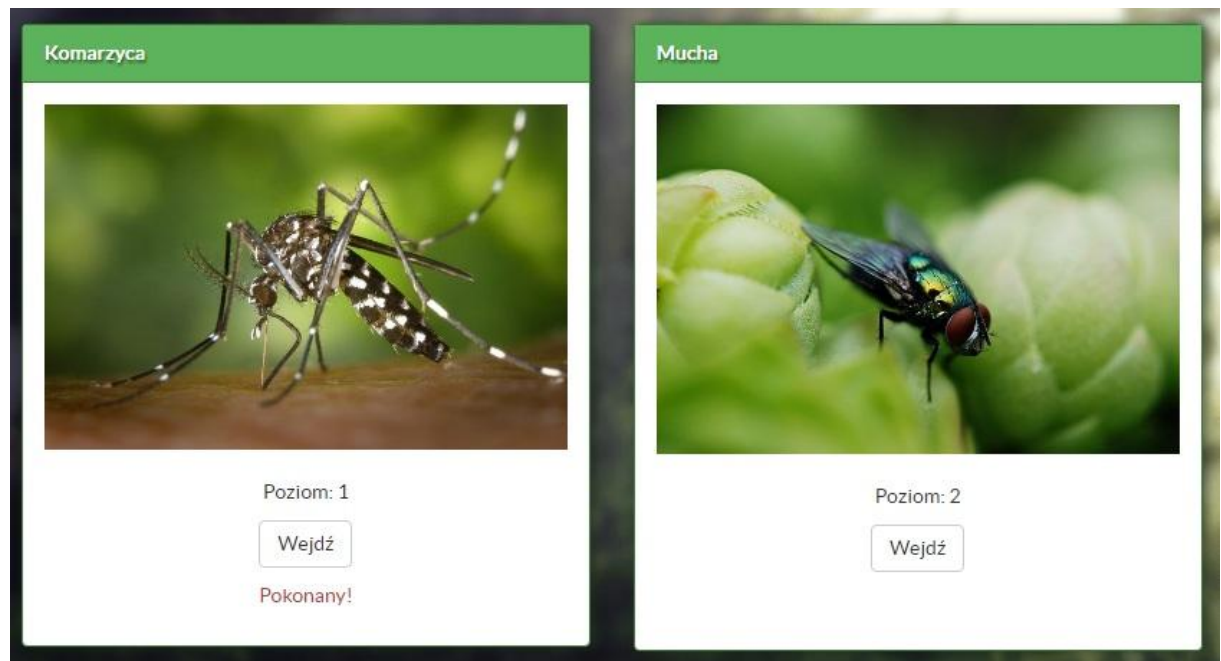 Komarzyca
Poziom: 1
Wejdź
Pokonany!
Mucha
Poziom: 2
Wejdź